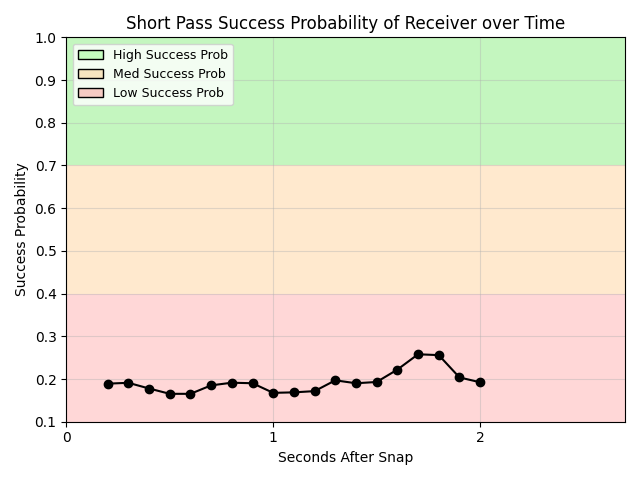 Short Pass Success Probability of Receiver over Time
High Success Prob
Med Success Prob
Low Success Prob
Success Probability
1.0
0.9
0.8
0.7
0.6
0.5
0.4
0.3
0.2
0.1
0 1 2
Seconds After Snap